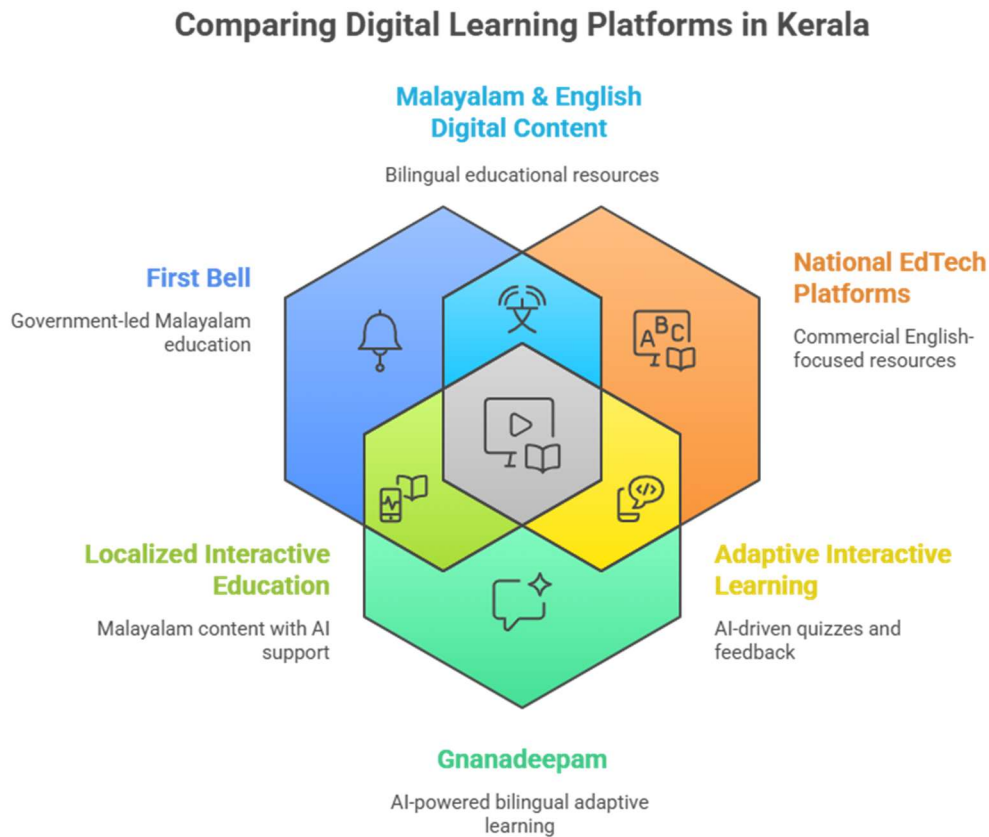 Comparing Digital Learning Platforms in Kerala
Malayalam & English
Digital Content
Bilingual educational resources
First Bell
Government-led Malayalam
education
National EdTech
Platforms
Commercial English-
focused resources
A B C
文
</>
Localized Interactive
Education
Malayalam content with AI
support
Adaptive Interactive
Learning
AI-driven quizzes and
feedback
Gnanadeepam
AI-powered bilingual adaptive
learning